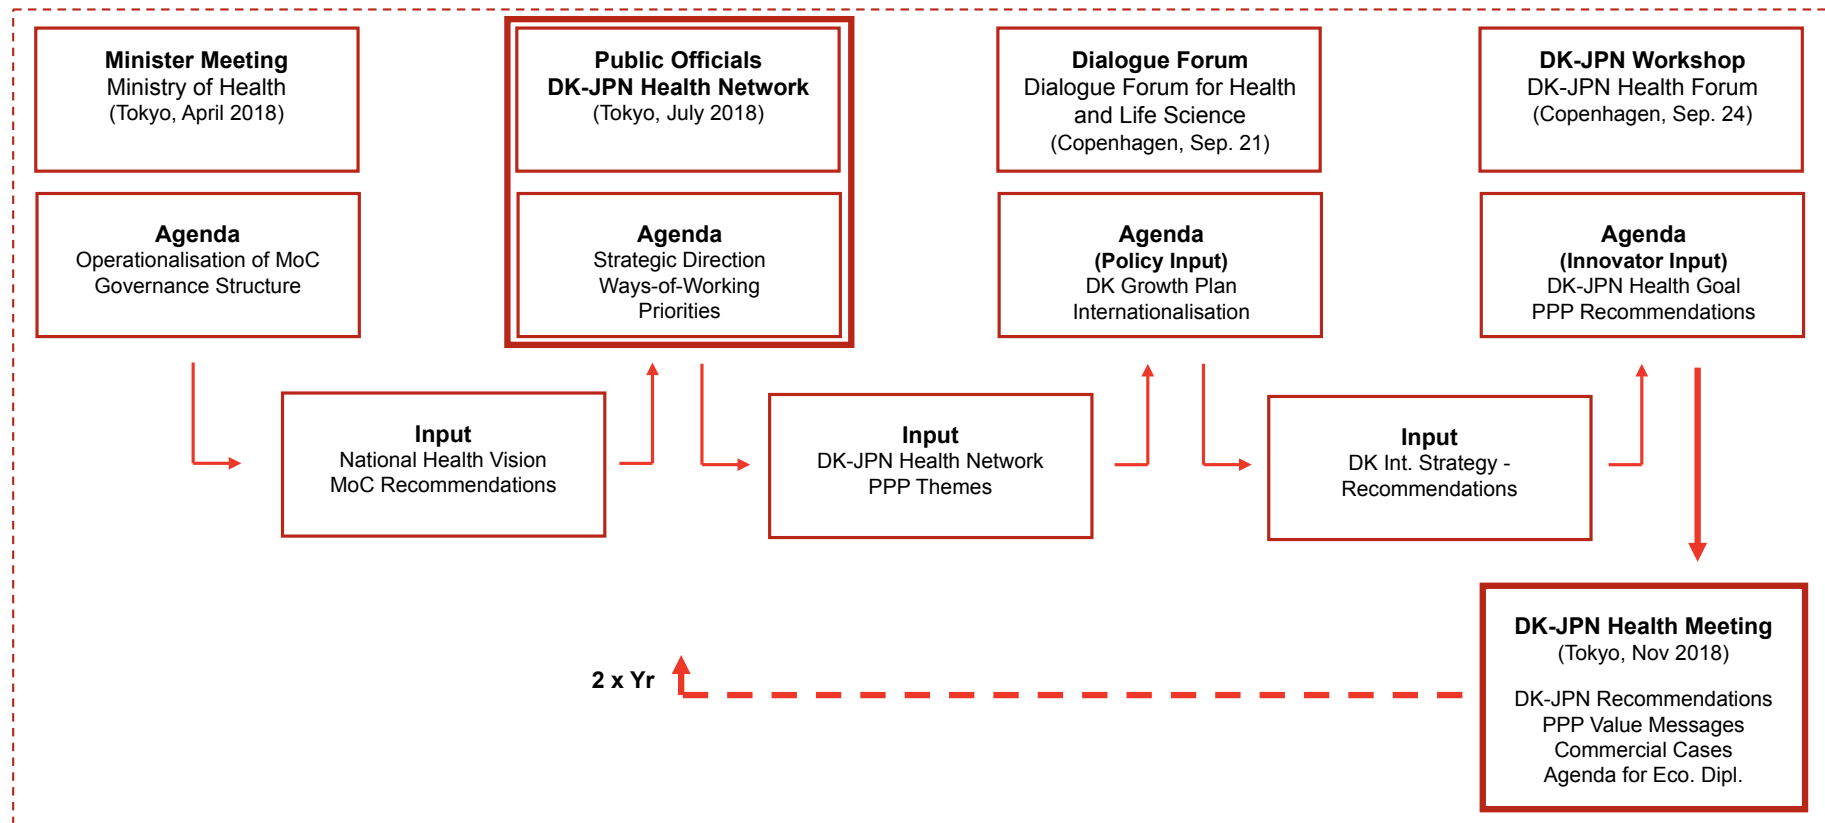 Minister Meeting
Ministry of Health
(Tokyo, April 2018)
Public Officials
DK-JPN Health Network
(Tokyo, July 2018)
Dialogue Forum
Dialogue Forum for Health
and Life Science
(Copenhagen, Sep. 21)
DK-JPN Workshop
DK-JPN Health Forum
(Copenhagen, Sep. 24)
Agenda
Operationalisation of MoC
Governance Structure
Agenda
Strategic Direction
Ways-of-Working
Priorities
Agenda
(Policy Input)
DK Growth Plan
Internationalisation
Agenda
(Innovator Input)
DK-JPN Health Goal
PPP Recommendations
Input
National Health Vision
MoC Recommendations
Input
DK-JPN Health Network
PPP Themes
Input
DK Int. Strategy -
Recommendations
DK-JPN Health Meeting
(Tokyo, Nov 2018)
DK-JPN Recommendations
PPP Value Messages
Commercial Cases
Agenda for Eco. Dipl.
2 x Yr